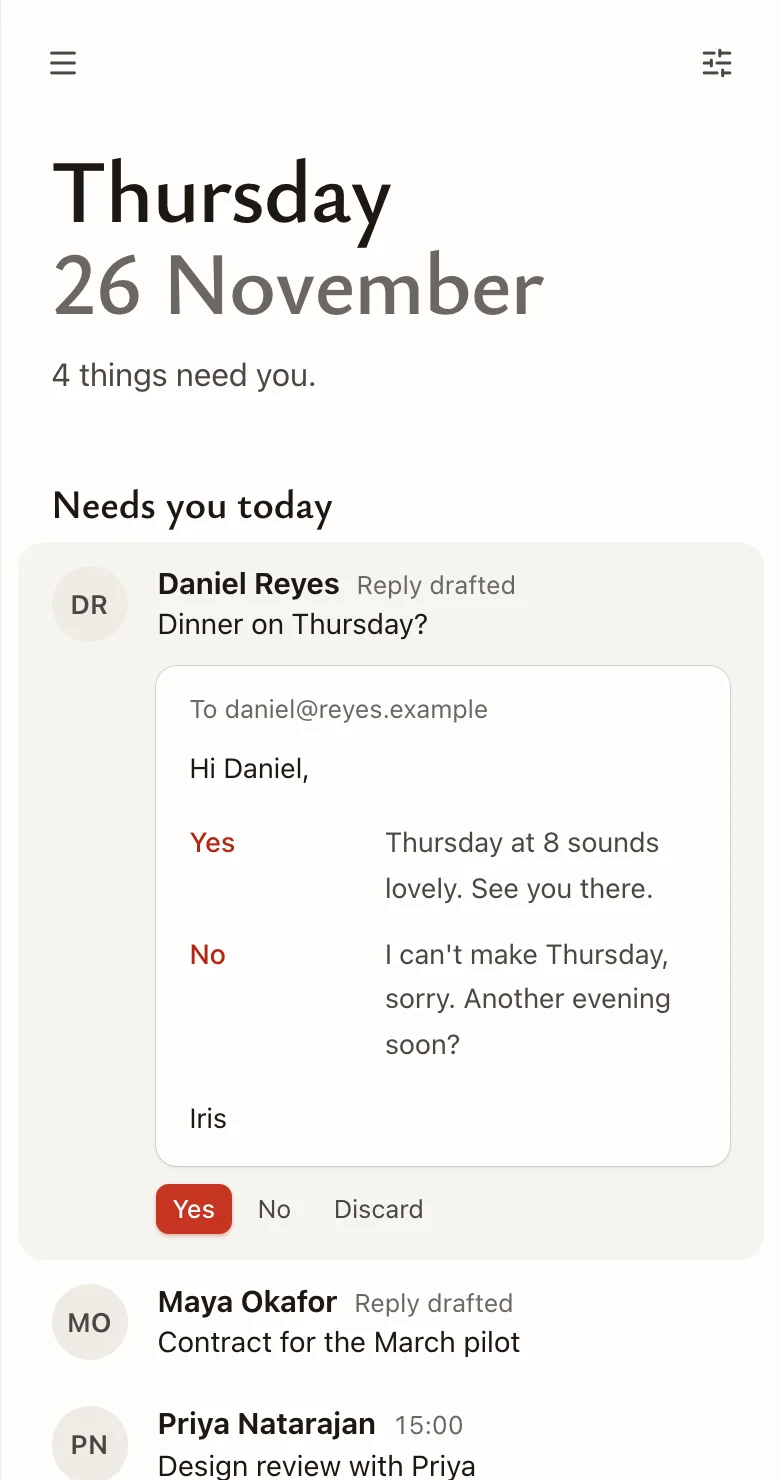 Thursday
26 November
4 things need you.
Needs you today
DR
Daniel Reyes Reply drafted
Dinner on Thursday?
To daniel@reyes.example
Hi Daniel,
Yes Thursday at 8 sounds
lovely. See you there.
No I can't make Thursday,
sorry. Another evening
soon?
Iris
Yes No Discard
MO
Maya Okafor Reply drafted
Contract for the March pilot
PN
Priya Natarajan 15:00
Design review with Priya